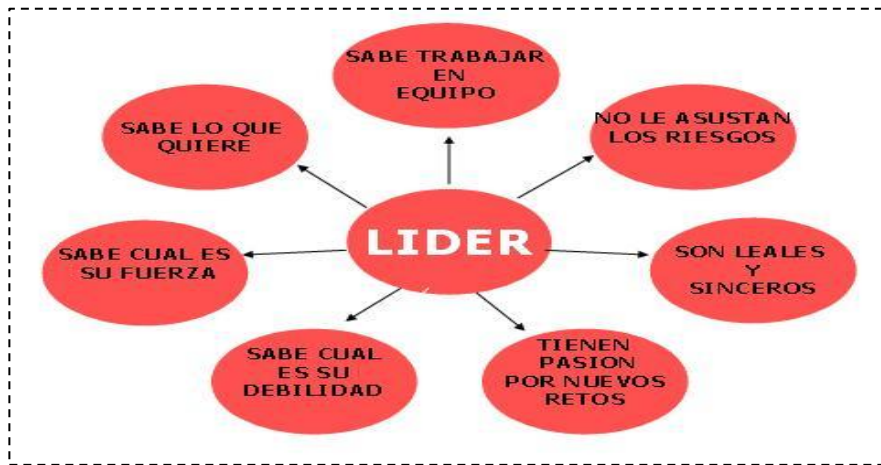 SABE TRABAJAR
EN
EQUIPO
SABE LO QUE
QUIERE
NO LE ASUSTAN
LOS RIESGOS
LIDER
SABE CUAL ES
SU FUERZA
SON LEALES
Y
SINCEROS
SABE CUAL
ES SU
DEBILIDAD
TIENEN
PASION
POR NUEVOS
RETOS